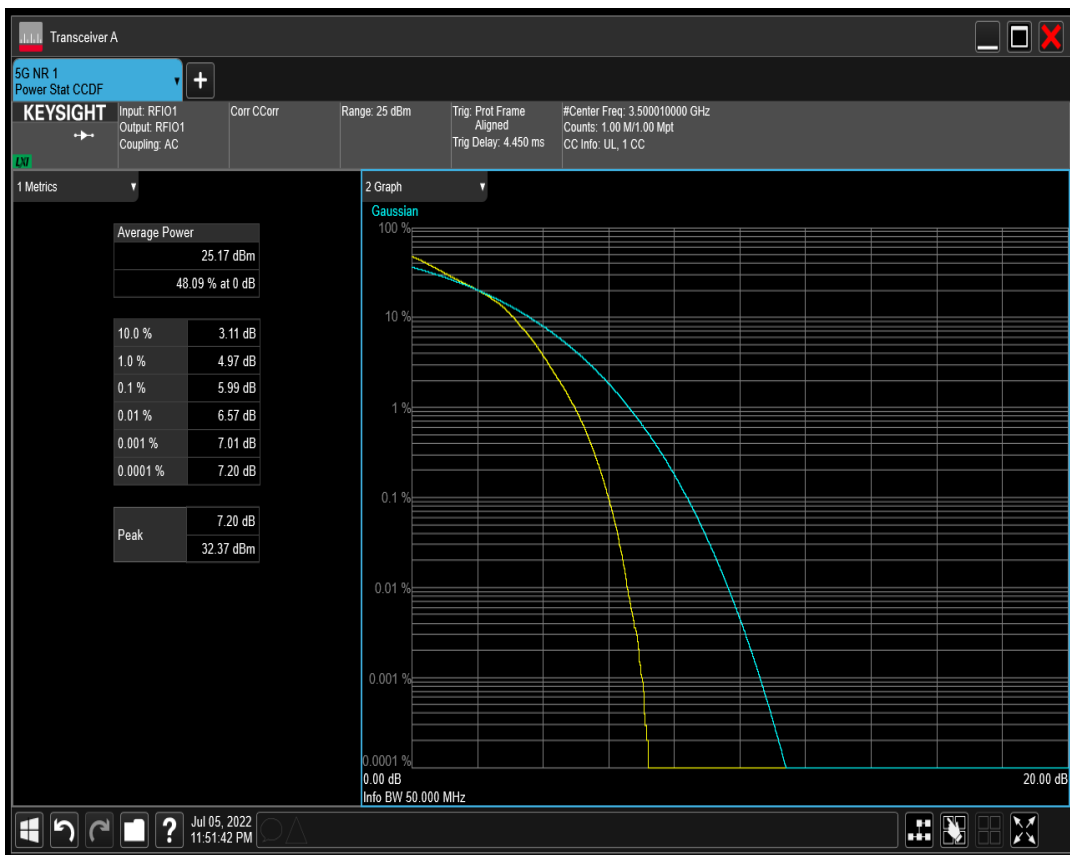 Transceiver A
5G NR 1
Power Stat CCDF
+
KEYSIGHT
LXI
Input: RFIO1
Output: RFIO1
Coupling: AC
Corr CCorr
Range: 25 dBm
Trig: Prot Frame
Aligned
Trig Delay: 4.450 ms
#Center Freq: 3.500010000 GHz
Counts: 1.00 M/1.00 Mpt
CC Info: UL, 1 CC
1 Metrics
Average Power
25.17 dBm
48.09 % at 0 dB
10.0 % 3.11 dB
1.0 % 4.97 dB
0.1 % 5.99 dB
0.01 % 6.57 dB
0.001 % 7.01 dB
0.0001 % 7.20 dB
Peak
7.20 dB
32.37 dBm
2 Graph
Gaussian
100 %
10 %
1 %
0.1 %
0.01 %
0.001 %
0.0001 %
0.00 dB 20.00 dB
Info BW 50.000 MHz
?
Jul 05, 2022
11:51:42 PM